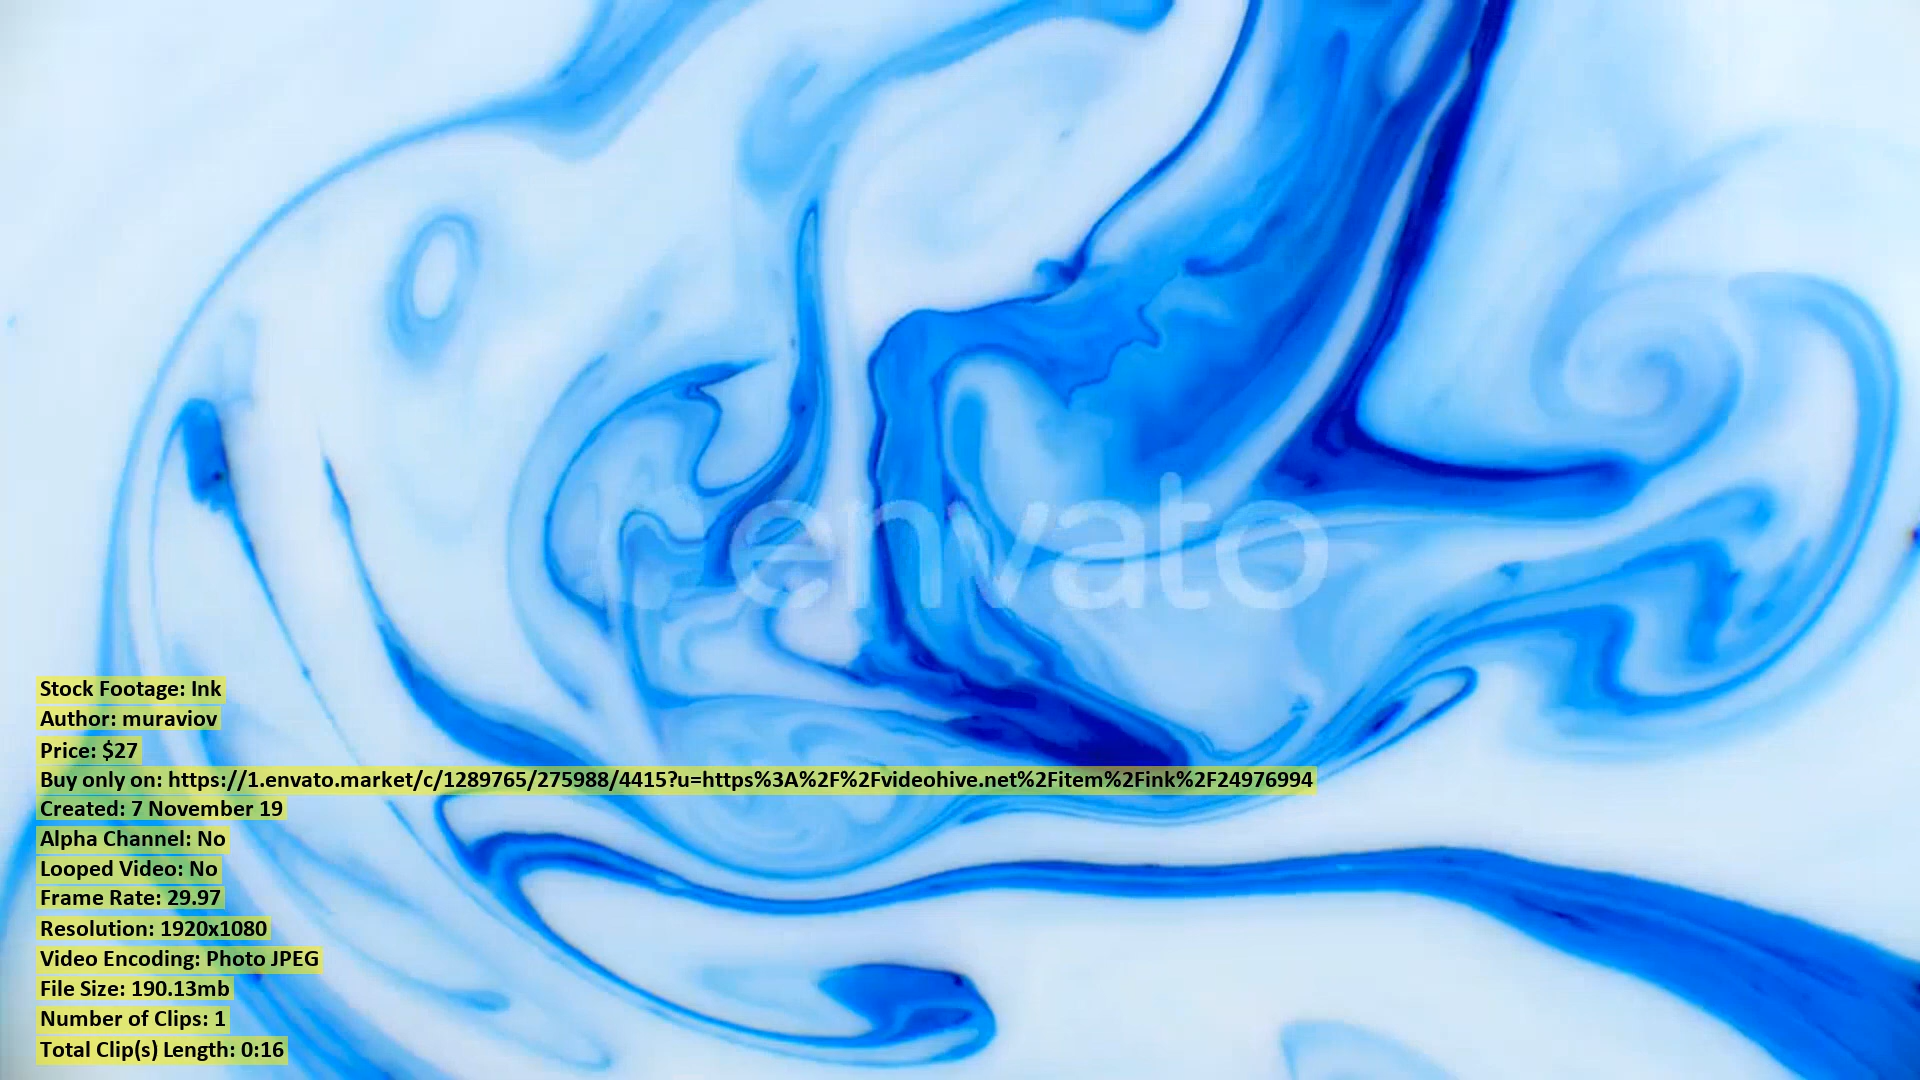 envato
Stock Footage: Ink
Author: muraviov
Price: $27
Buy only on: https://1.envato.market/c/1289765/275988/4415?u=https%3A%2F%2Fvideohive.net%2Fitem%2Fink%2F24976994
Created: 7 November 19
Alpha Channel: No
Looped Video: No
Frame Rate: 29.97
Resolution: 1920x1080
Video Encoding: Photo JPEG
File Size: 190.13mb
Number of Clips: 1
Total Clip(s) Length: 0:16